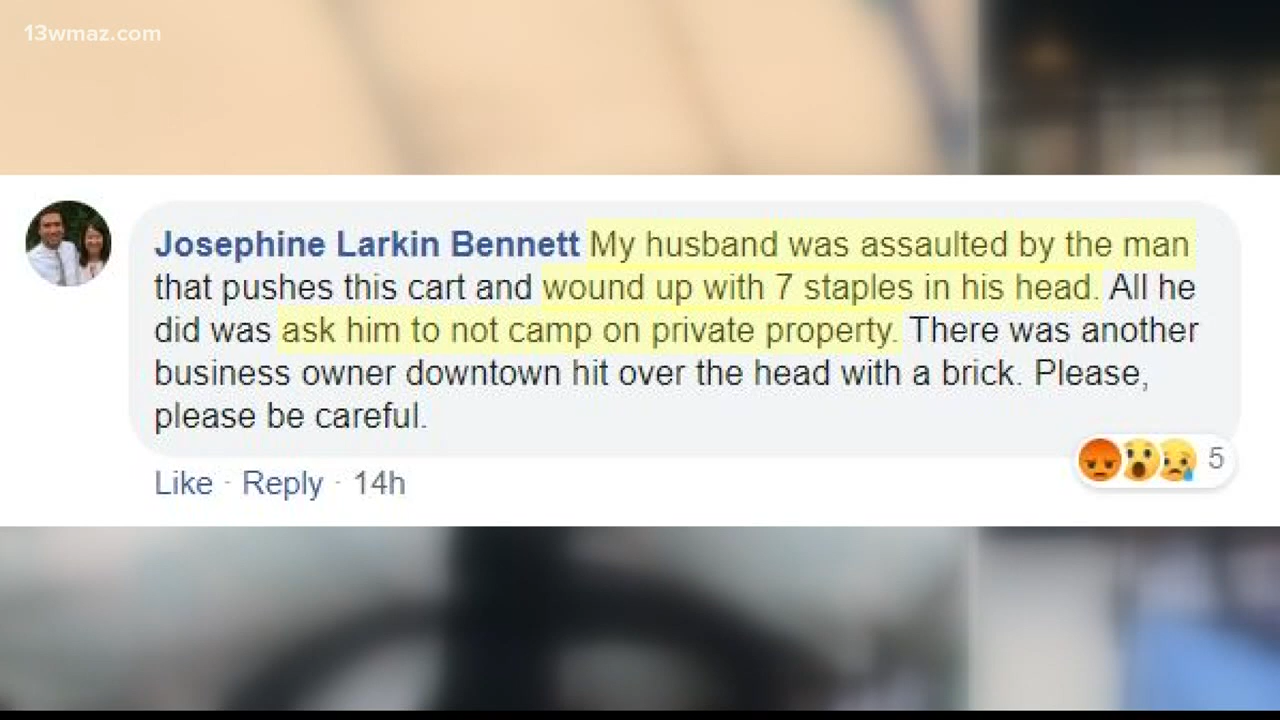 13wmaz.com
Josephine Larkin Bennett My husband was assaulted by the man
that pushes this cart and wound up with 7 staples in his head. All he
did was ask him to not camp on private property. There was another
business owner downtown hit over the head with a brick. Please,
please be careful.
5
Like · Reply · 14h